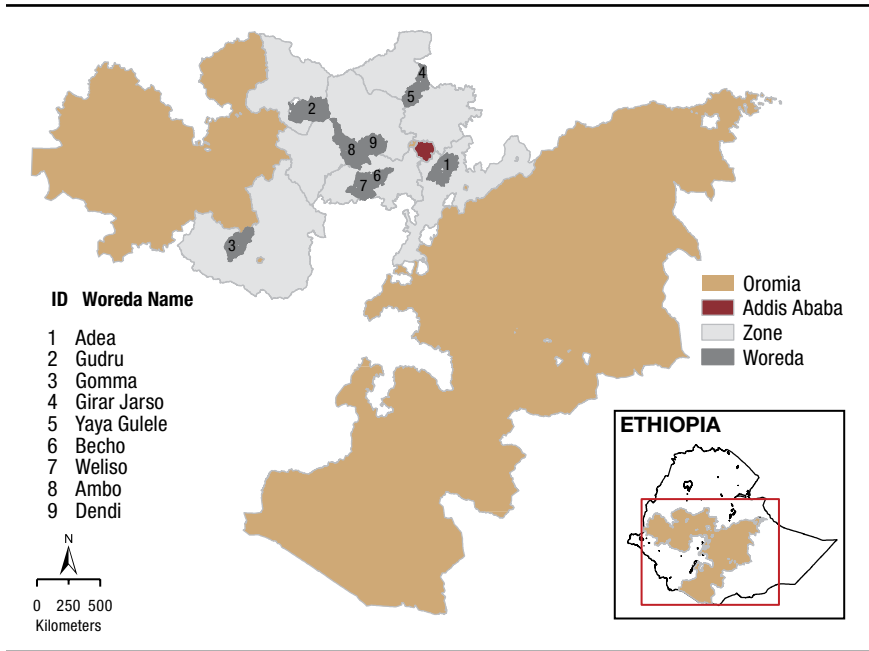 4
5
2
9
8
1
6
7
3
ID Woreda Name
1 Adea
2 Gudru
3 Gomma
4 Girar Jarso
5 Yaya Gulele
6 Becho
7 Weliso
8 Ambo
9 Dendi
N
0 250 500
Kilometers
Oromia
Addis Ababa
Zone
Woreda
ETHIOPIA